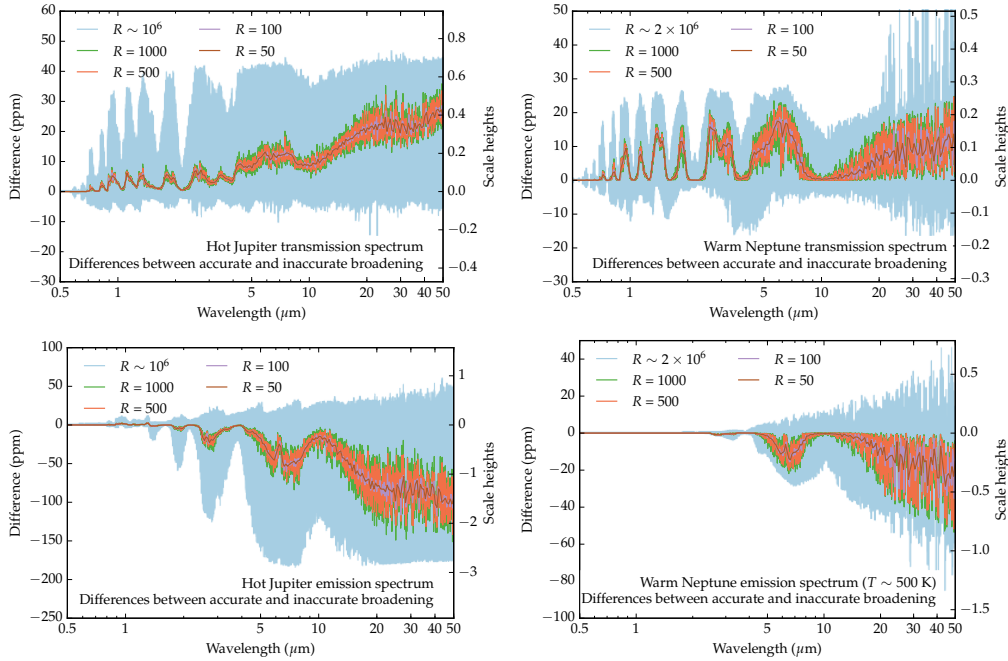 R ∼ 10⁶
R = 1000
R = 500
R = 100
R = 50
60
50
40
30
20
10
0
−10
20
30
Difference (ppm)
0.8
0.6
0.4
0.2
0.0
−0.2
−0.4
Scale heights
Hot Jupiter transmission spectrum
Differences between accurate and inaccurate broadening
0.5 1 5 10 20 30 40 50
Wavelength (µm)
R ∼ 2 × 10⁶
R = 1000
R = 500
R = 100
R = 50
50
40
30
20
10
0
−10
20
30
Difference (ppm)
0.5
0.4
0.3
0.2
0.1
0.0
−0.1
−0.2
−0.3
Scale heights
Warm Neptune transmission spectrum
Differences between accurate and inaccurate broadening
0.5 1 5 10 20 30 40 50
Wavelength (µm)
R ∼ 10⁶
R = 1000
R = 500
R = 100
R = 50
100
50
0
−50
−100
−150
−200
−250
Difference (ppm)
1
0
−1
−2
−3
Scale heights
Hot Jupiter emission spectrum
Differences between accurate and inaccurate broadening
0.5 1 5 10 20 30 40 50
Wavelength (µm)
R ∼ 2 × 10⁶
R = 1000
R = 500
R = 100
R = 50
40
20
0
−20
−40
−60
−80
−100
Difference (ppm)
0.5
0.0
−0.5
−1.0
−1.5
Scale heights
Warm Neptune emission spectrum (T ∼ 500 K)
Differences between accurate and inaccurate broadening
0.5 1 5 10 20 30 40 50
Wavelength (µm)